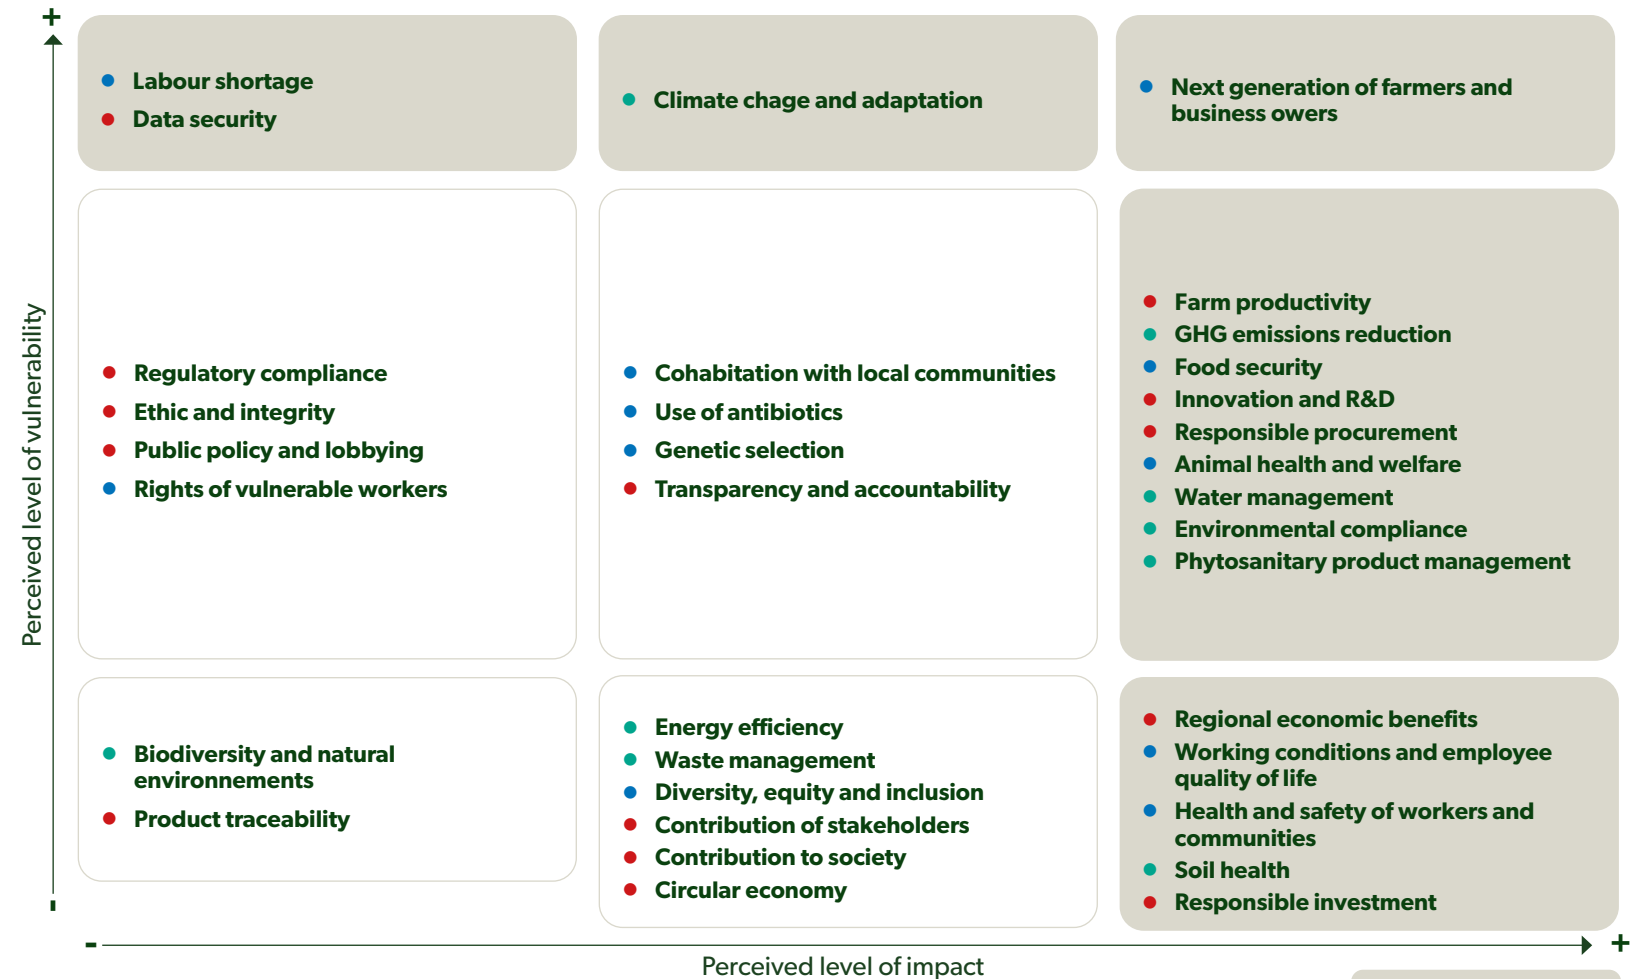 +
Labour shortage
Data security
Climate chage and adaptation
Next generation of farmers and
business owers
Perceived level of vulnerability
Regulatory compliance
Ethic and integrity
Public policy and lobbying
Rights of vulnerable workers
Cohabitation with local communities
Use of antibiotics
Genetic selection
Transparency and accountability
Farm productivity
GHG emissions reduction
Food security
Innovation and R&D
Responsible procurement
Animal health and welfare
Water management
Environmental compliance
Phytosanitary product management
Biodiversity and natural
environnements
Product traceability
Energy efficiency
Waste management
Diversity, equity and inclusion
Contribution of stakeholders
Contribution to society
Circular economy
Regional economic benefits
Working conditions and employee
quality of life
Health and safety of workers and
communities
Soil health
Responsible investment
-
-
+
Perceived level of impact